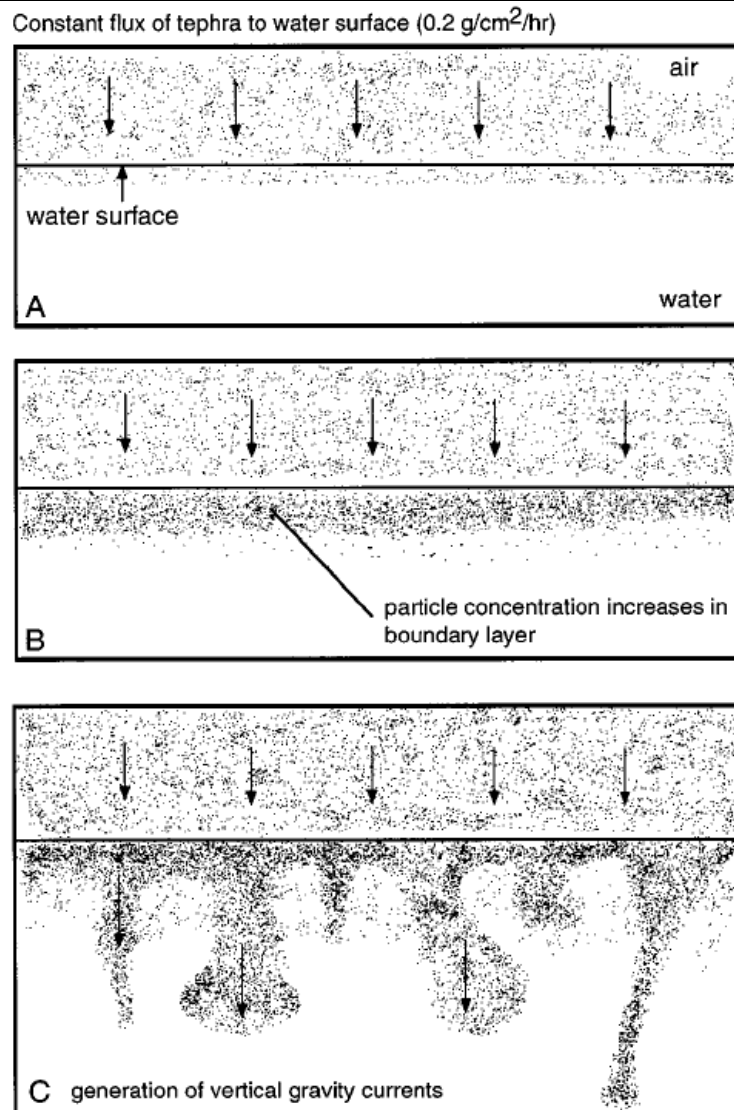 Constant flux of tephra to water surface (0.2 g/cm2/hr)
air
water surface
A
water
particle concentration increases in
boundary layer
B
C generation of vertical gravity currents